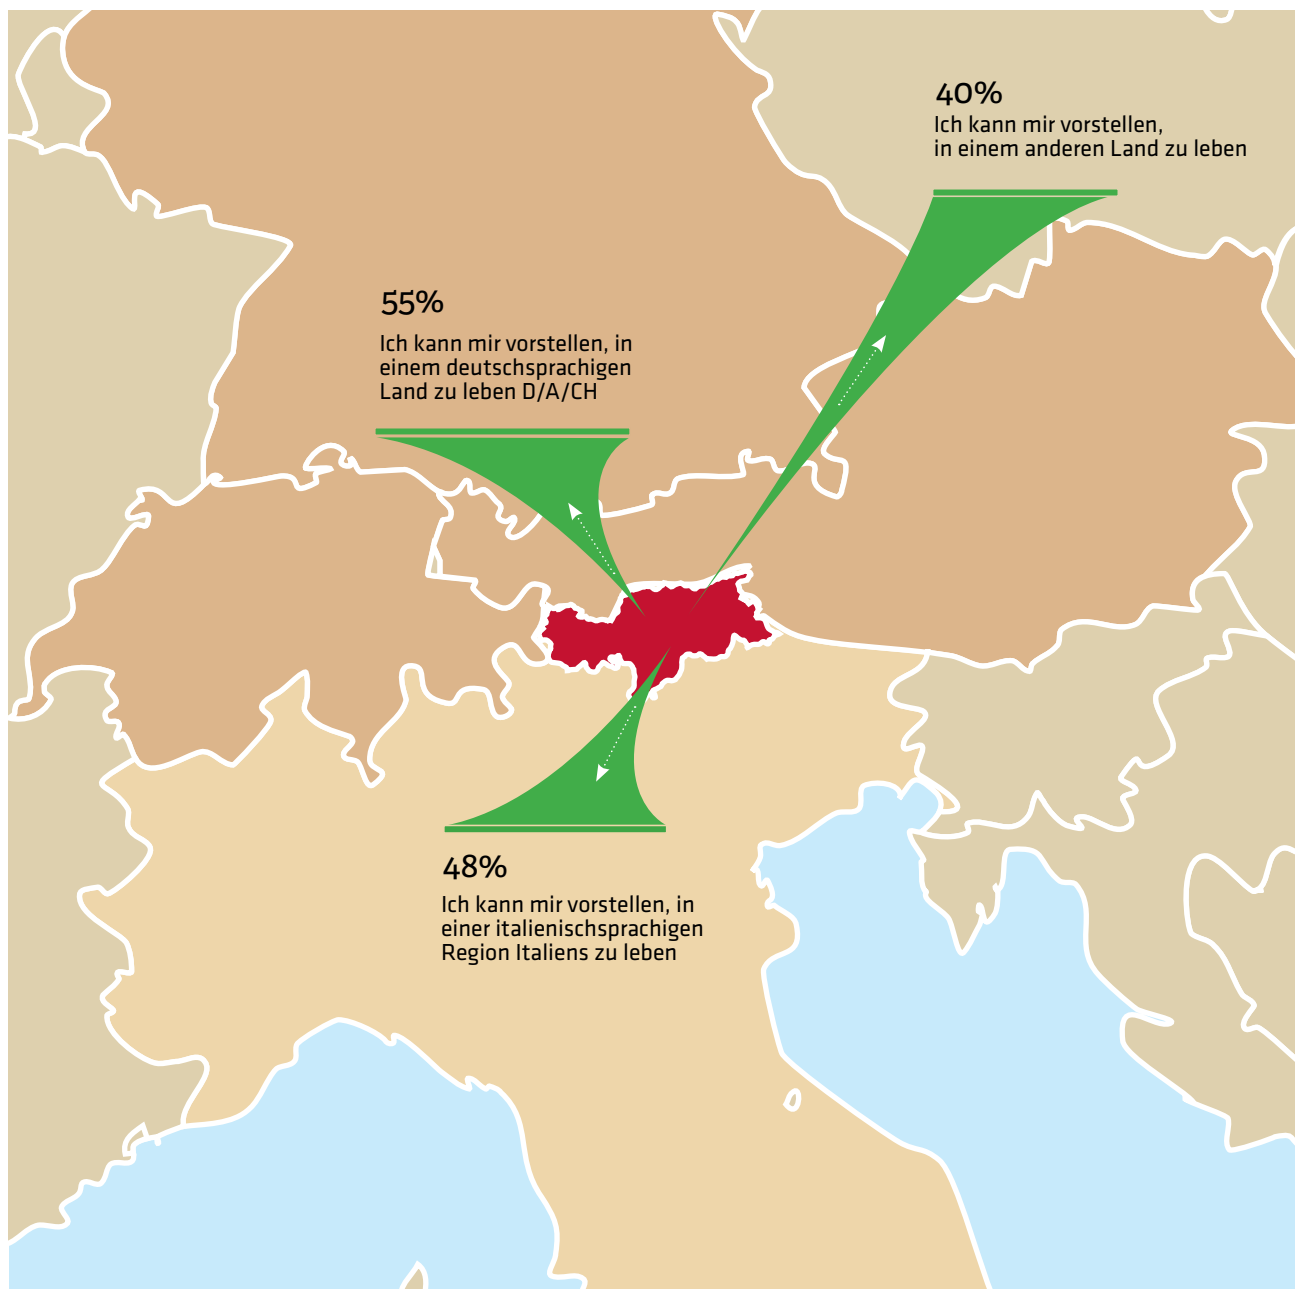 40%
Ich kann mir vorstellen,
in einem anderen Land zu leben
55%
Ich kann mir vorstellen, in
einem deutschsprachigen
Land zu leben D/A/CH
48%
Ich kann mir vorstellen, in
einer italienischsprachigen
Region Italiens zu leben